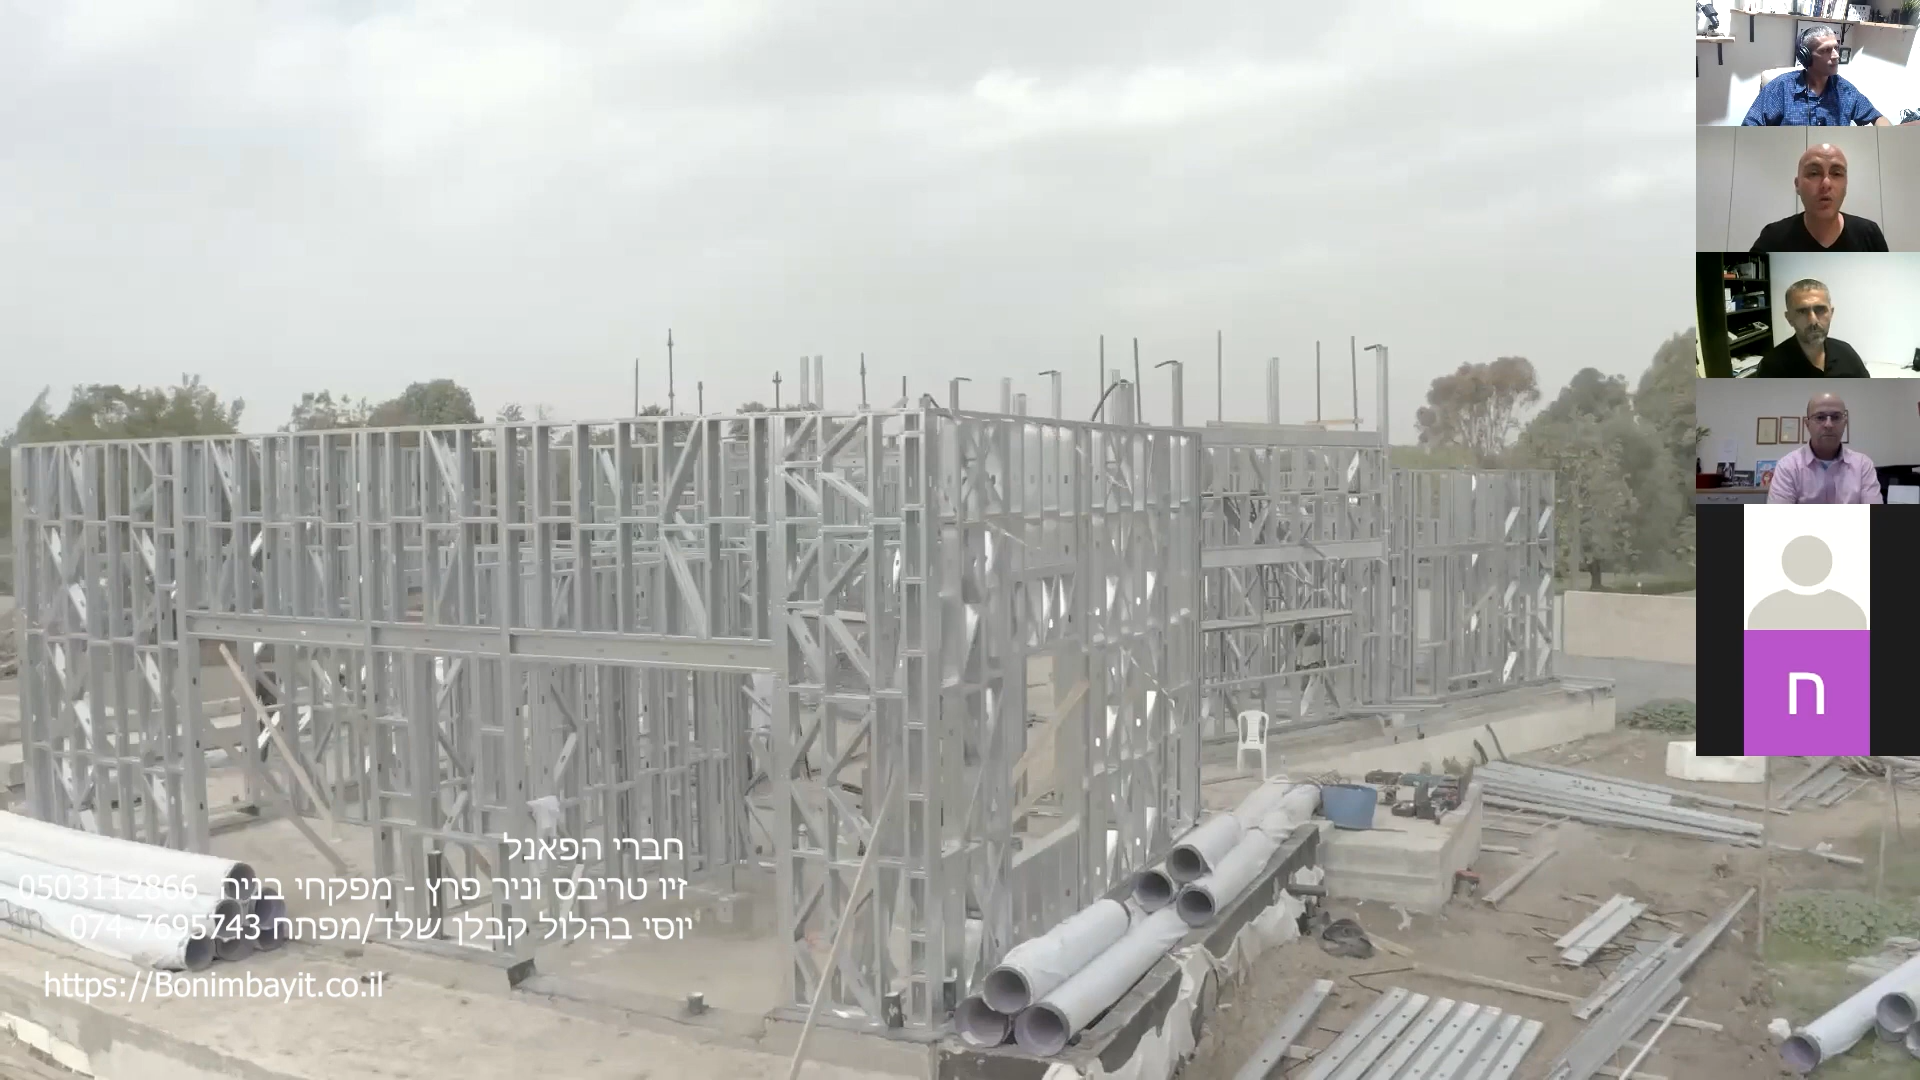 חברי הפאנל
זיו טריבס וניר פרץ - מפקחי בניה 0503112866
יוסי בהלול קבלן שלד/מפתח 074-7695743
https://Bonimbayit.co.il
ח